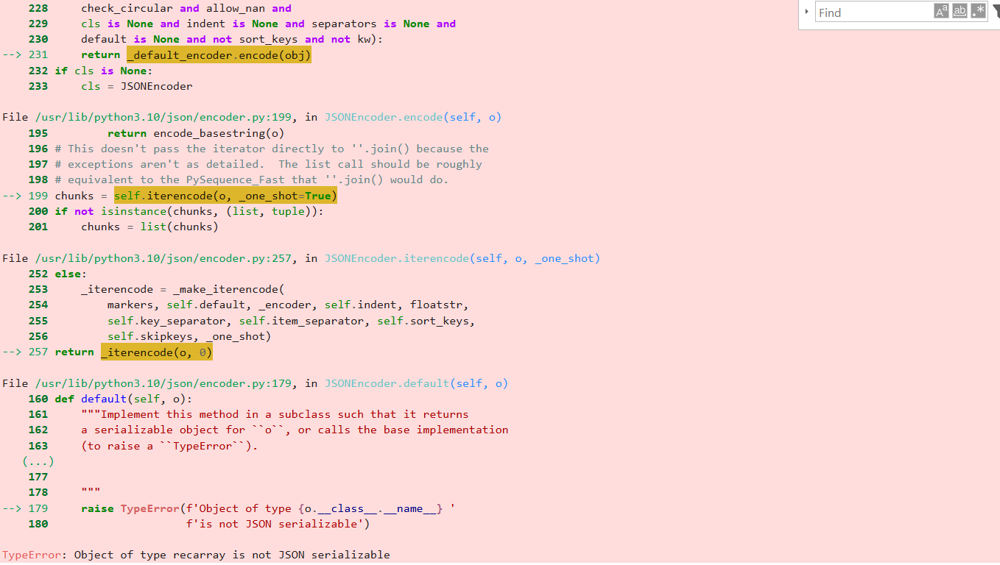 228     check_circular and allow_nan and
Find
Aª ab .*
229     cls is None and indent is None and separators is None and
230     default is None and not sort_keys and not kw):
--> 231     return _default_encoder.encode(obj)
232 if cls is None:
233     cls = JSONEncoder
File /usr/lib/python3.10/json/encoder.py:199, in JSONEncoder.encode(self, o)
195         return encode_basestring(o)
196 # This doesn't pass the iterator directly to ''.join() because the
197 # exceptions aren't as detailed.  The list call should be roughly
198 # equivalent to the PySequence_Fast that ''.join() would do.
--> 199 chunks = self.iterencode(o, _one_shot=True)
200 if not isinstance(chunks, (list, tuple)):
201     chunks = list(chunks)
File /usr/lib/python3.10/json/encoder.py:257, in JSONEncoder.iterencode(self, o, _one_shot)
252 else:
253     _iterencode = _make_iterencode(
254         markers, self.default, _encoder, self.indent, floatstr,
255         self.key_separator, self.item_separator, self.sort_keys,
256         self.skipkeys, _one_shot)
--> 257 return _iterencode(o, 0)
File /usr/lib/python3.10/json/encoder.py:179, in JSONEncoder.default(self, o)
160 def default(self, o):
161     """Implement this method in a subclass such that it returns
162     a serializable object for ``o``, or calls the base implementation
163     (to raise a ``TypeError``).
(...)
177
178     """
--> 179     raise TypeError(f'Object of type {o.__class__.__name__} '
180                     f'is not JSON serializable')
TypeError: Object of type recarray is not JSON serializable